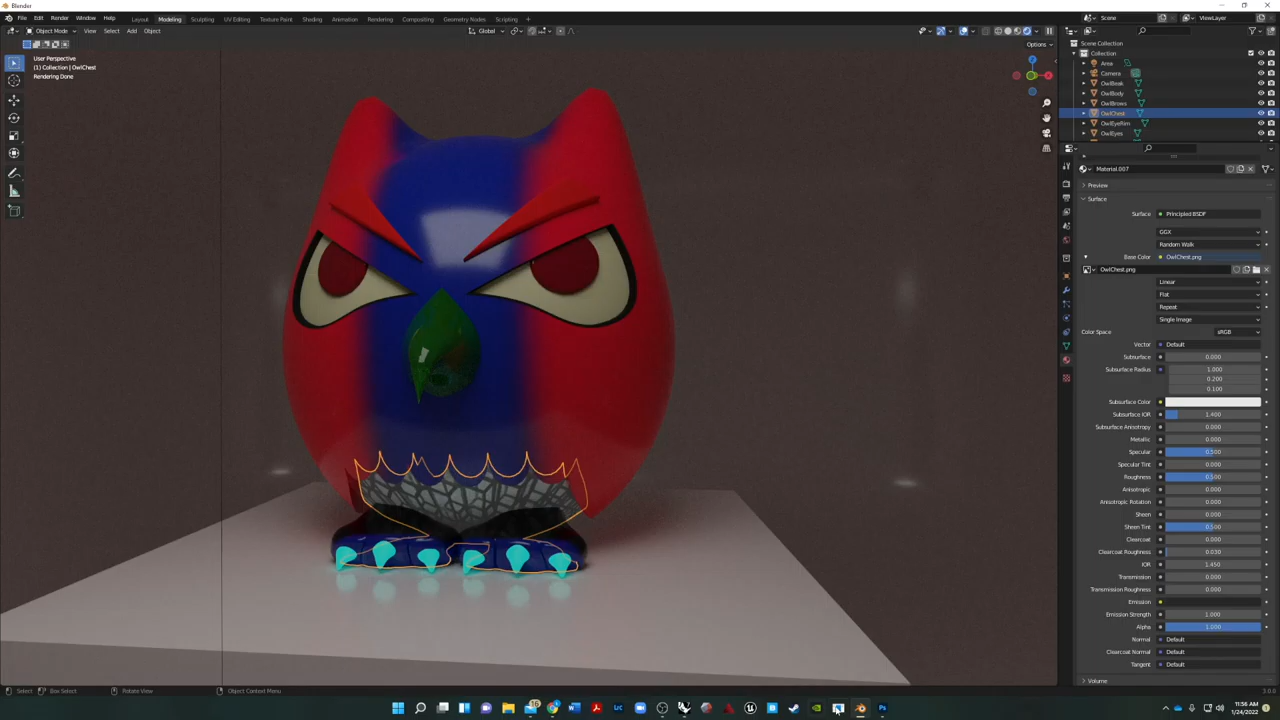 Blender
File Edit Render Window Help Layout Modeling Sculpting UV Editing Texture Paint Shading Animation Rendering Compositing Geometry Nodes Scripting + Scene ViewLayer
Object Mode View Select Add Object Global
Options
User Perspective
(1) Collection | OwlChest
Rendering Done
Scene Collection
Collection
Area
Camera
OwlBeak
OwlBody
OwlBrows
OwlChest
OwlEyeRim
OwlEyes
Material.007
Preview
Surface
Surface Principled BSDF
GGX
Random Walk
Base Color OwlChest.png
OwlChest.png
Linear
Flat
Repeat
Single Image
Color Space sRGB
Vector Default
Subsurface 0.000
Subsurface Radius 1.000
0.200
0.100
Subsurface Color
Subsurface IOR 1.400
Subsurface Anisotropy 0.000
Metallic 0.000
Specular 0.500
Specular Tint 0.000
Roughness 0.500
Anisotropic 0.000
Anisotropic Rotation 0.000
Sheen 0.000
Sheen Tint 0.500
Clearcoat 0.000
Clearcoat Roughness 0.030
IOR 1.450
Transmission 0.000
Transmission Roughness 0.000
Emission
Emission Strength 1.000
Alpha 1.000
Normal Default
Clearcoat Normal Default
Tangent Default
Volume
Select Box Select Rotate View Object Context Menu 3.0.0
16
Lrc
Ps
11:56 AM
1/24/2022